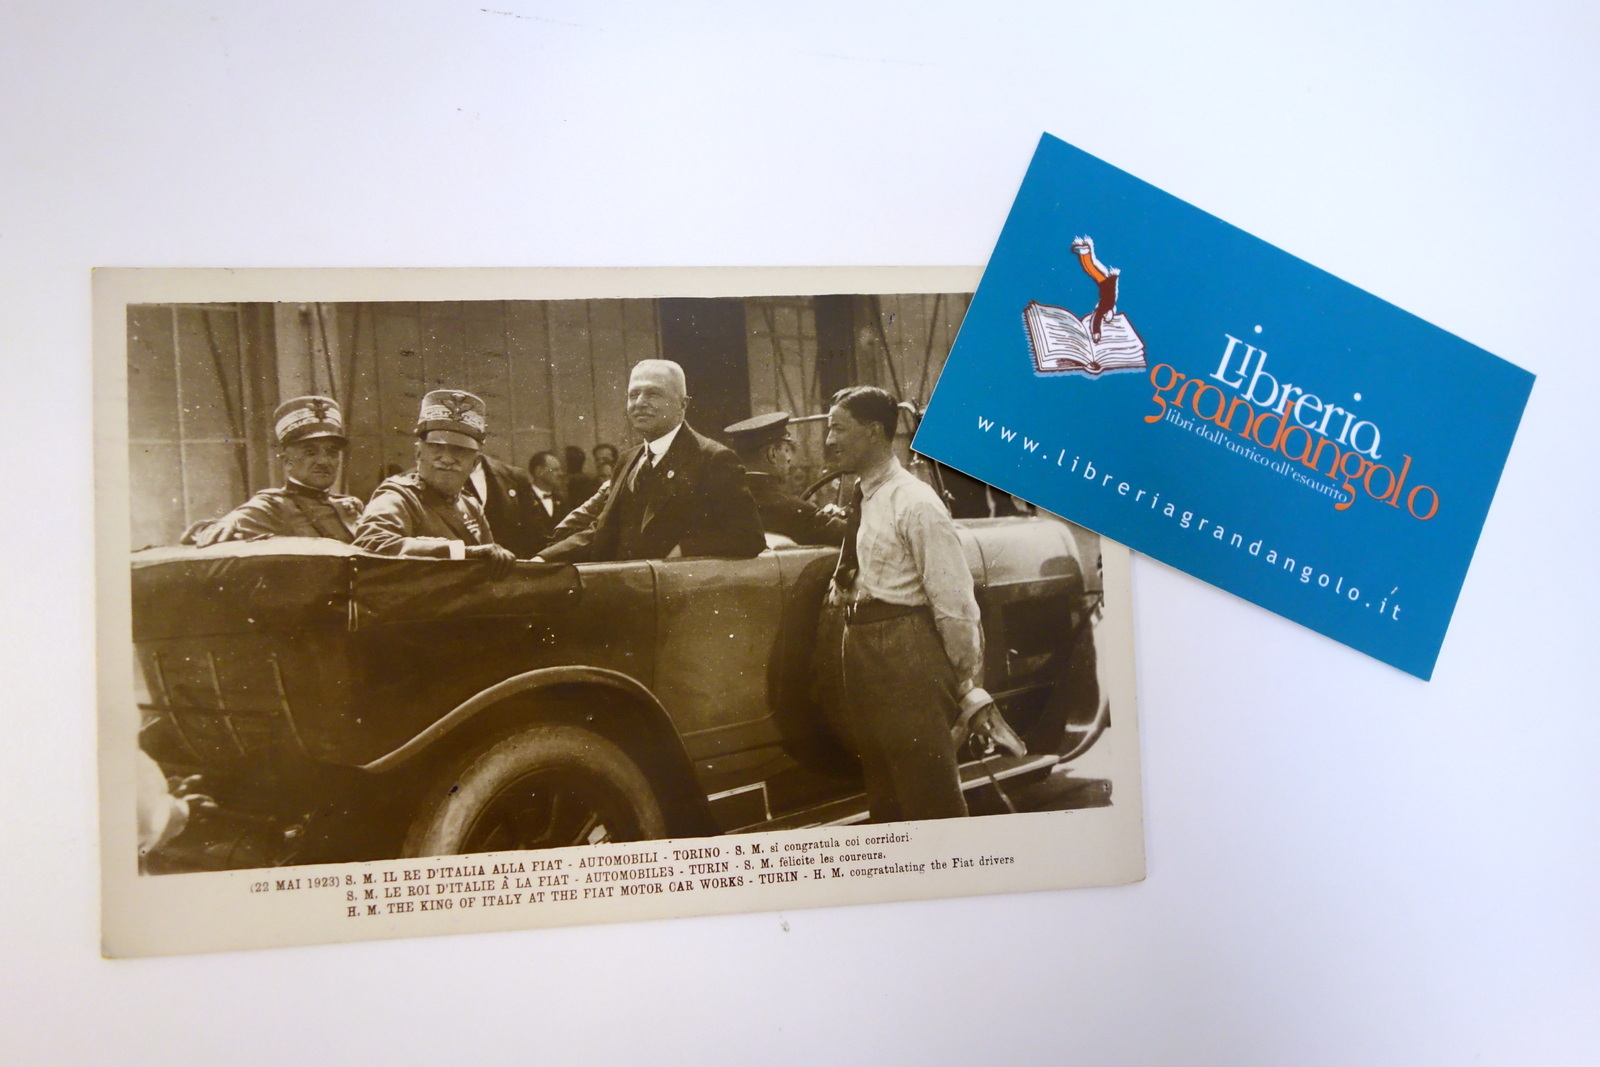 Libreria
grandangolo
libri dall'antico all'esaurito
www.libreriagrandangolo.it
(22 MAI 1923) S. M. IL RE D'ITALIA ALLA FIAT - AUTOMOBILI - TORINO - S. M. si congratula coi corridori.
S. M. LE ROI D'ITALIE À LA FIAT - AUTOMOBILES - TURIN - S. M. félicite les coureurs.
H. M. THE KING OF ITALY AT THE FIAT MOTOR CAR WORKS - TURIN - H. M. congratulating the Fiat drivers